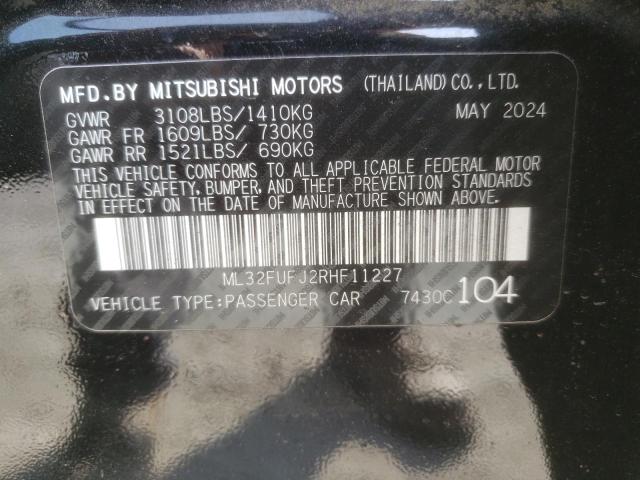 MFD.BY MITSUBISHI MOTORS (THAILAND) CO., LTD.
GVWR 3108LBS/1410KG MAY 2024
GAWR FR 1609LBS/ 730KG
GAWR RR 1521LBS/ 690KG
THIS VEHICLE CONFORMS TO ALL APPLICABLE FEDERAL MOTOR
VEHICLE SAFETY, BUMPER, AND THEFT PREVENTION STANDARDS
IN EFFECT ON THE DATE OF MANUFACTURE SHOWN ABOVE.
ML32FUFJ2RHF11227
VEHICLE TYPE:PASSENGER CAR 7430C 104